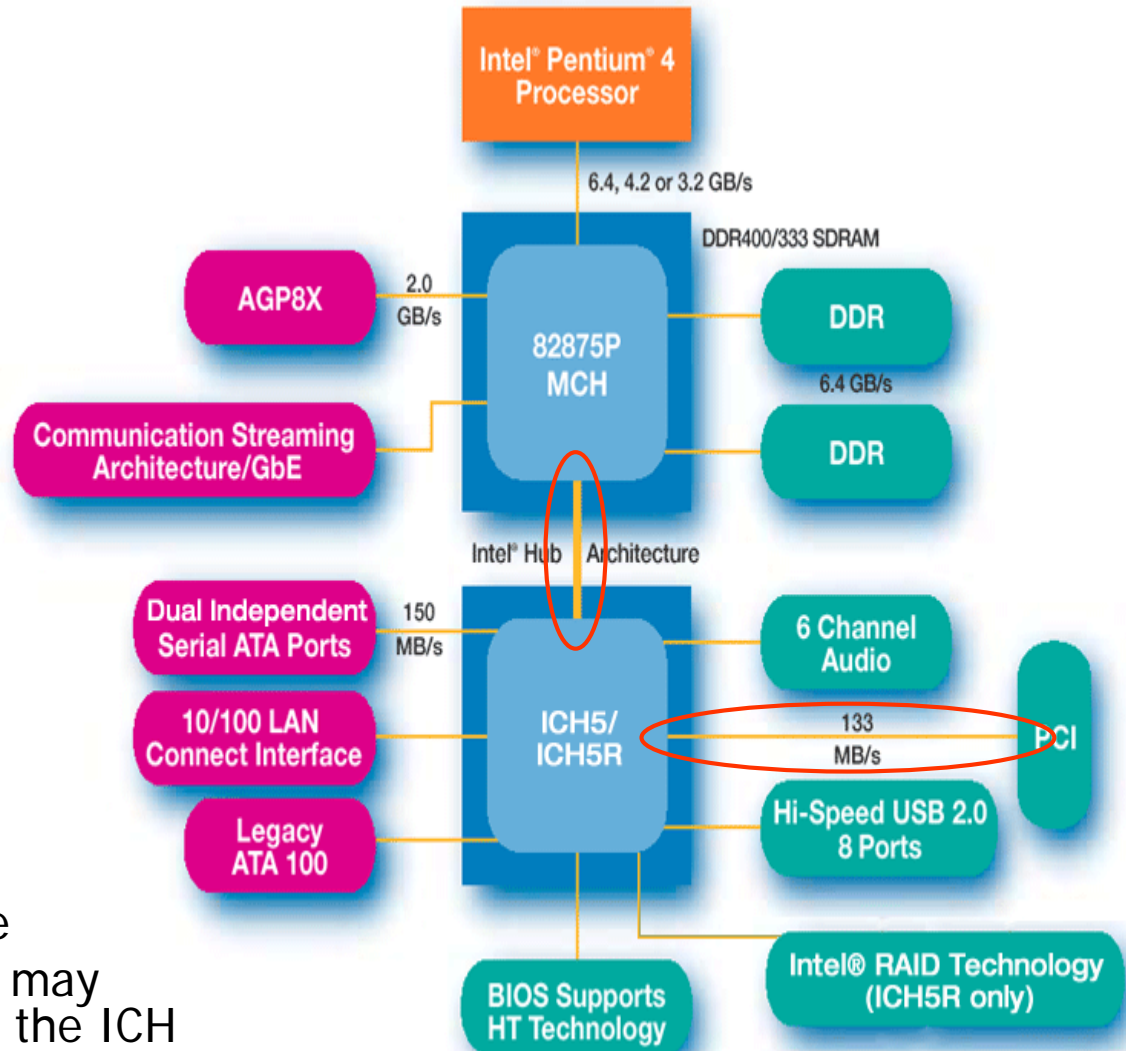 Intel® Pentium® 4
Processor
6.4, 4.2 or 3.2 GB/s
DDR400/333 SDRAM
AGP8X
2.0
GB/s
82875P
MCH
DDR
6.4 GB/s
DDR
Communication Streaming
Architecture/GbE
Intel® Hub Architecture
Dual Independent
Serial ATA Ports
150
MB/s
6 Channel
Audio
10/100 LAN
Connect Interface
ICH5/
ICH5R
133
MB/s
PCI
Legacy
ATA 100
Hi-Speed USB 2.0
8 Ports
e
may
the ICH
BIOS Supports
HT Technology
Intel® RAID Technology
(ICH5R only)